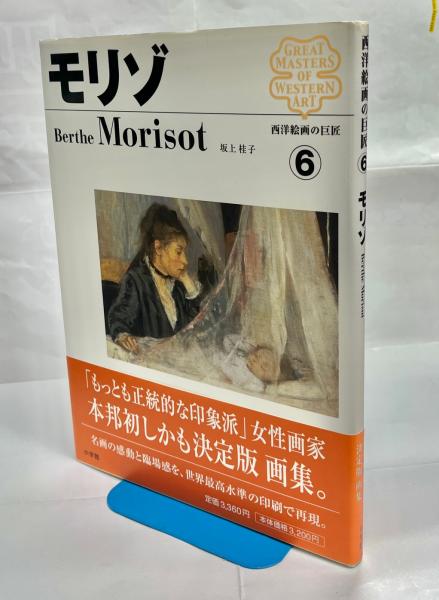 モリゾ
Berthe Morisot
坂上桂子
GREAT
MASTERS
OF
WESTERN
ART
西洋絵画の巨匠
⑥
「もっとも正統的な印象派」女性画家
本邦初しかも決定版 画集。
小学館
名画の感動と臨場感を、世界最高水準の印刷で再現。
定価3,360円 本体価格3,200円
西洋絵画の巨匠
⑥
モリゾ
Berthe Morisot
決定版 画集